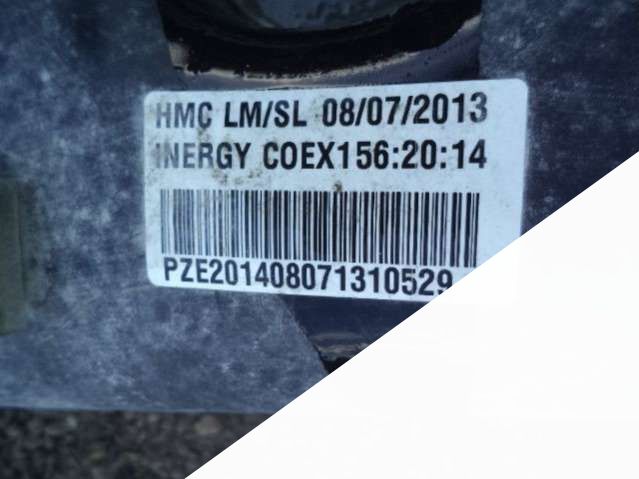 HMC LM/SL 08/07/2013
INERGY COEX156:20:14
PZE201408071310529